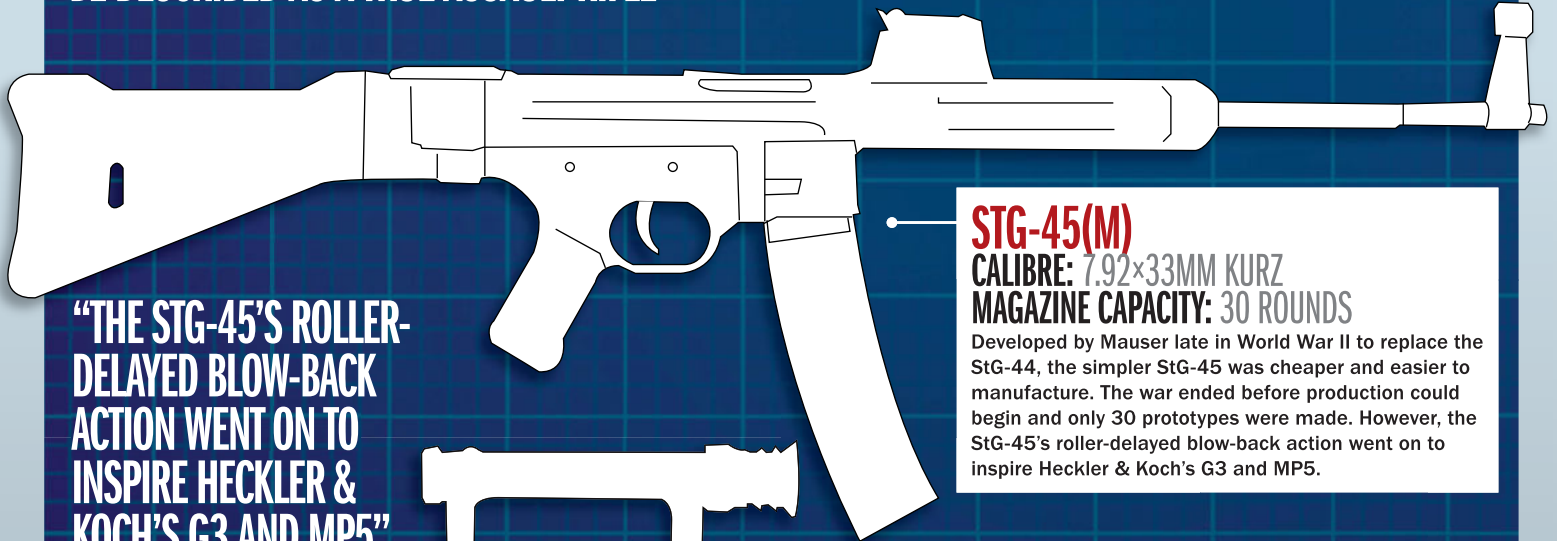 “THE STG-45’S ROLLER-
DELAYED BLOW-BACK
ACTION WENT ON TO
INSPIRE HECKLER &
KOCH’S G3 AND MP5”
STG-45(M)
CALIBRE: 7.92×33MM KURZ
MAGAZINE CAPACITY: 30 ROUNDS
Developed by Mauser late in World War II to replace the
StG-44, the simpler StG-45 was cheaper and easier to
manufacture. The war ended before production could
begin and only 30 prototypes were made. However, the
StG-45’s roller-delayed blow-back action went on to
inspire Heckler & Koch’s G3 and MP5.